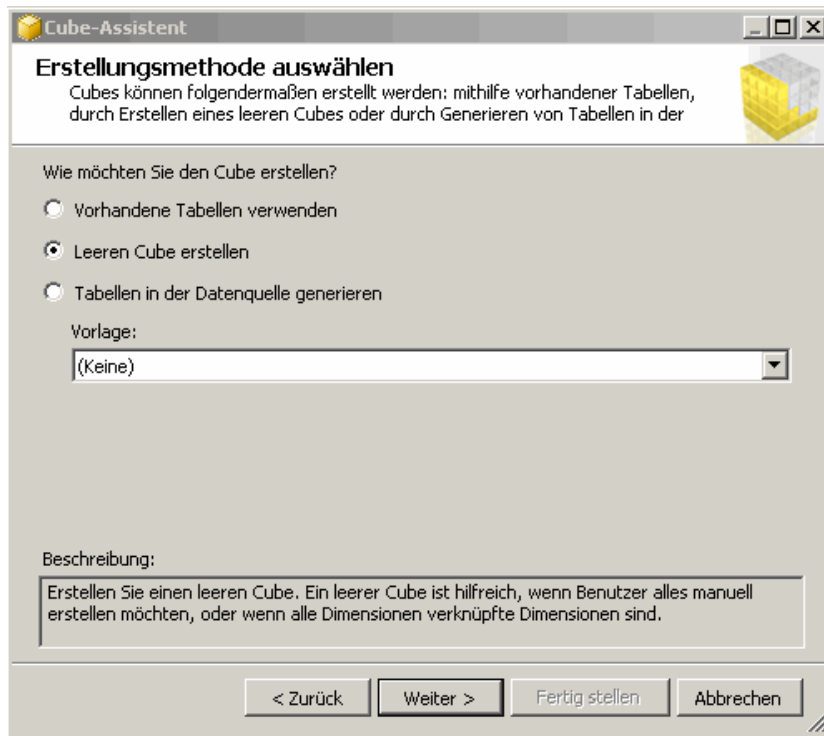 Cube-Assistent
Erstellungsmethode auswählen
Cubes können folgendermaßen erstellt werden: mithilfe vorhandener Tabellen,
durch Erstellen eines leeren Cubes oder durch Generieren von Tabellen in der
Wie möchten Sie den Cube erstellen?
Vorhandene Tabellen verwenden
Leeren Cube erstellen
Tabellen in der Datenquelle generieren
Vorlage:
(Keine)
Beschreibung:
Erstellen Sie einen leeren Cube. Ein leerer Cube ist hilfreich, wenn Benutzer alles manuell
erstellen möchten, oder wenn alle Dimensionen verknüpfte Dimensionen sind.
< Zurück
Weiter >
Fertig stellen
Abbrechen